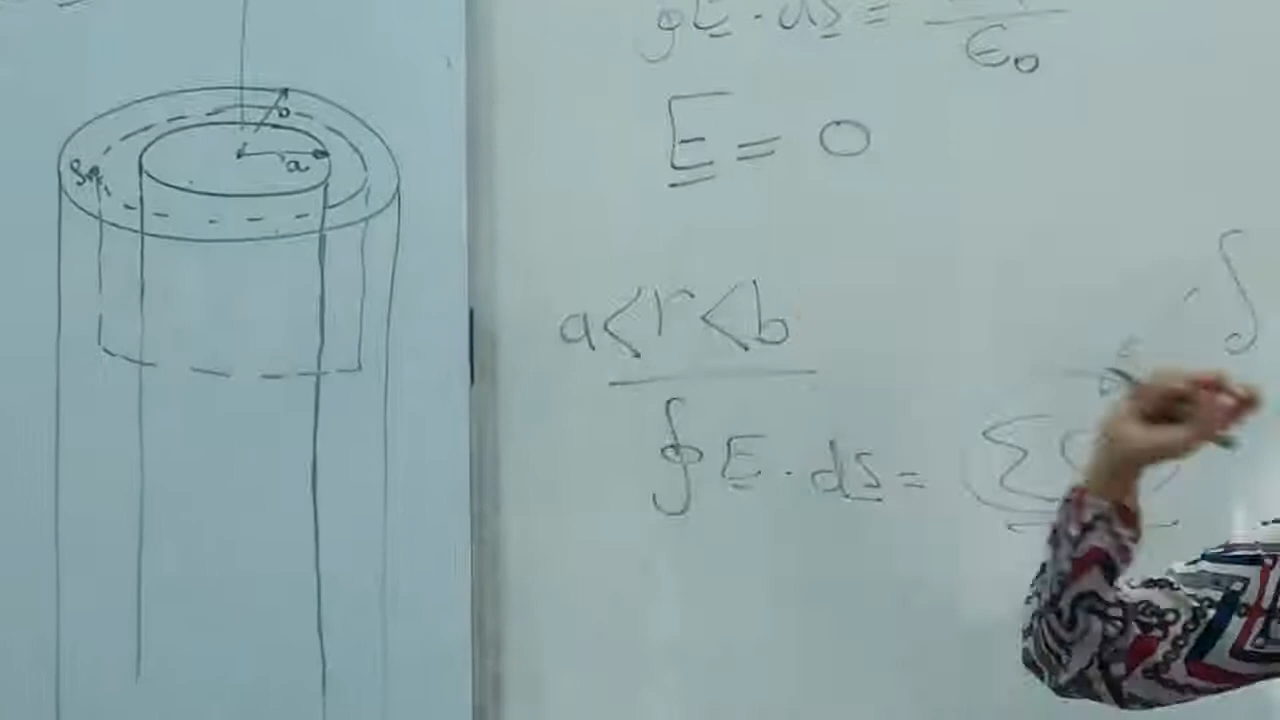 b
a
∮E · ds =
ε₀
E = 0
a<r<b
∮ E · ds = Σ
∫